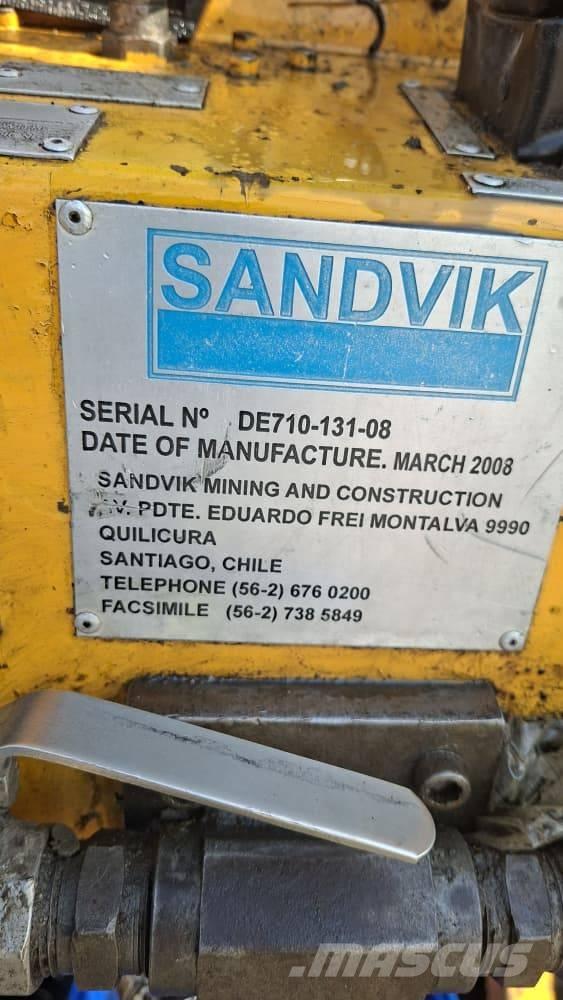 SANDVIK
SERIAL Nº DE710-131-08
DATE OF MANUFACTURE. MARCH 2008
SANDVIK MINING AND CONSTRUCTION
PDTE. EDUARDO FREI MONTALVA 9990
QUILICURA
SANTIAGO, CHILE
TELEPHONE (56-2) 676 0200
FACSIMILE (56-2) 738 5849
MASCUS